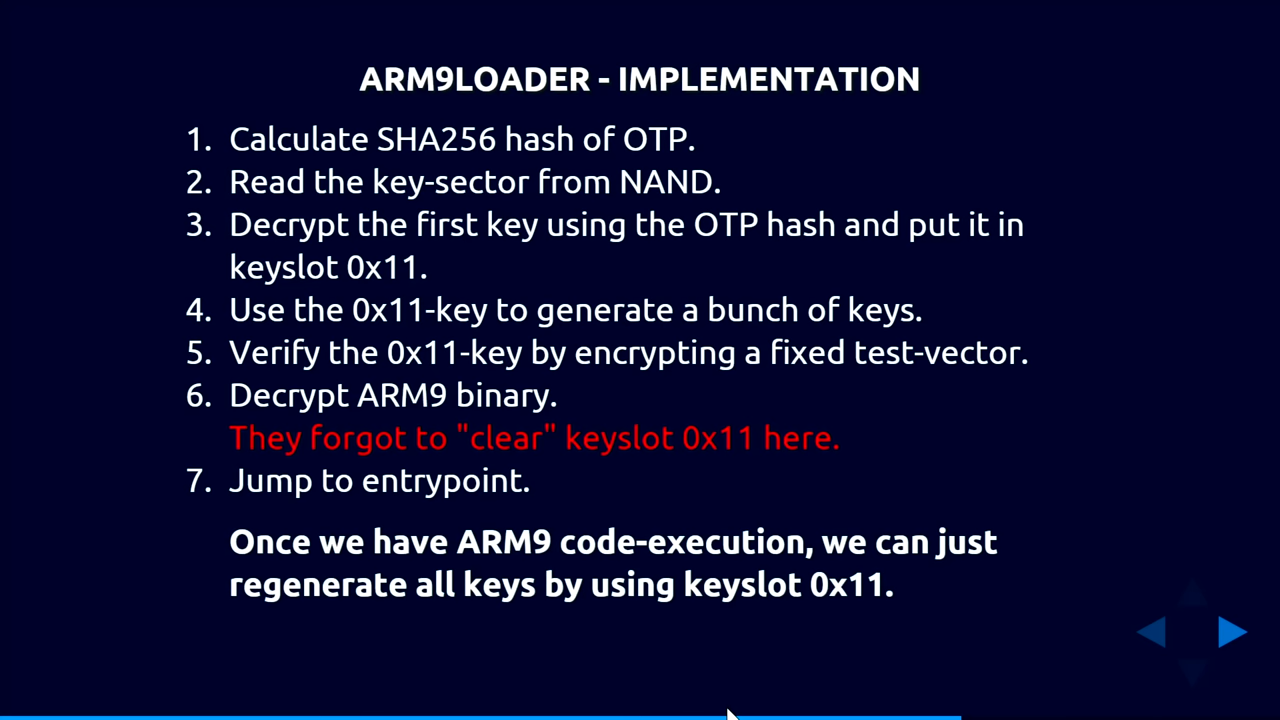 ARM9LOADER - IMPLEMENTATION
1. Calculate SHA256 hash of OTP.
2. Read the key-sector from NAND.
3. Decrypt the first key using the OTP hash and put it in
keyslot 0x11.
4. Use the 0x11-key to generate a bunch of keys.
5. Verify the 0x11-key by encrypting a fixed test-vector.
6. Decrypt ARM9 binary.
They forgot to "clear" keyslot 0x11 here.
7. Jump to entrypoint.
Once we have ARM9 code-execution, we can just
regenerate all keys by using keyslot 0x11.